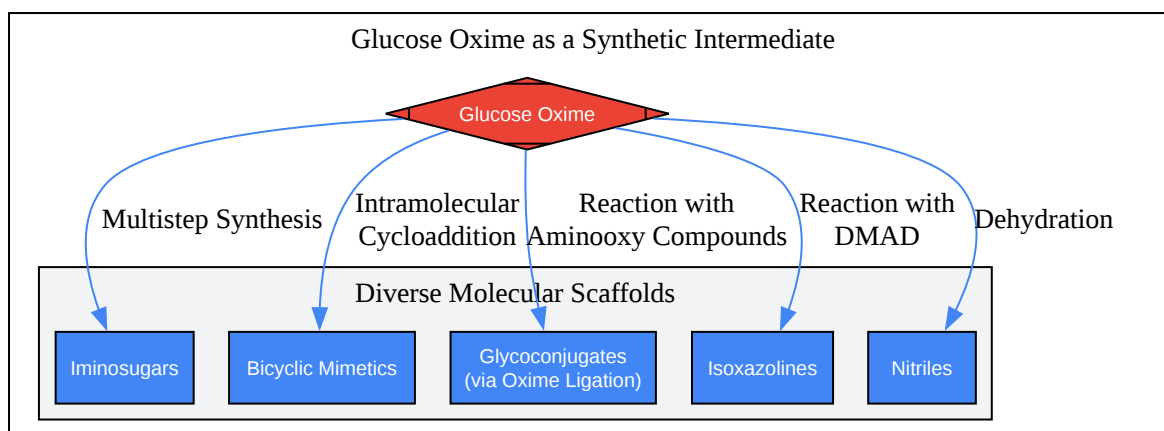 Glucose Oxime as a Synthetic Intermediate
Glucose Oxime
Multistep Synthesis
Intramolecular
Cycloaddition
Reaction with
Aminooxy Compounds
Reaction with
DMAD
Dehydration
Diverse Molecular Scaffolds
Iminosugars
Bicyclic Mimetics
Glycoconjugates
(via Oxime Ligation)
Isoxazolines
Nitriles